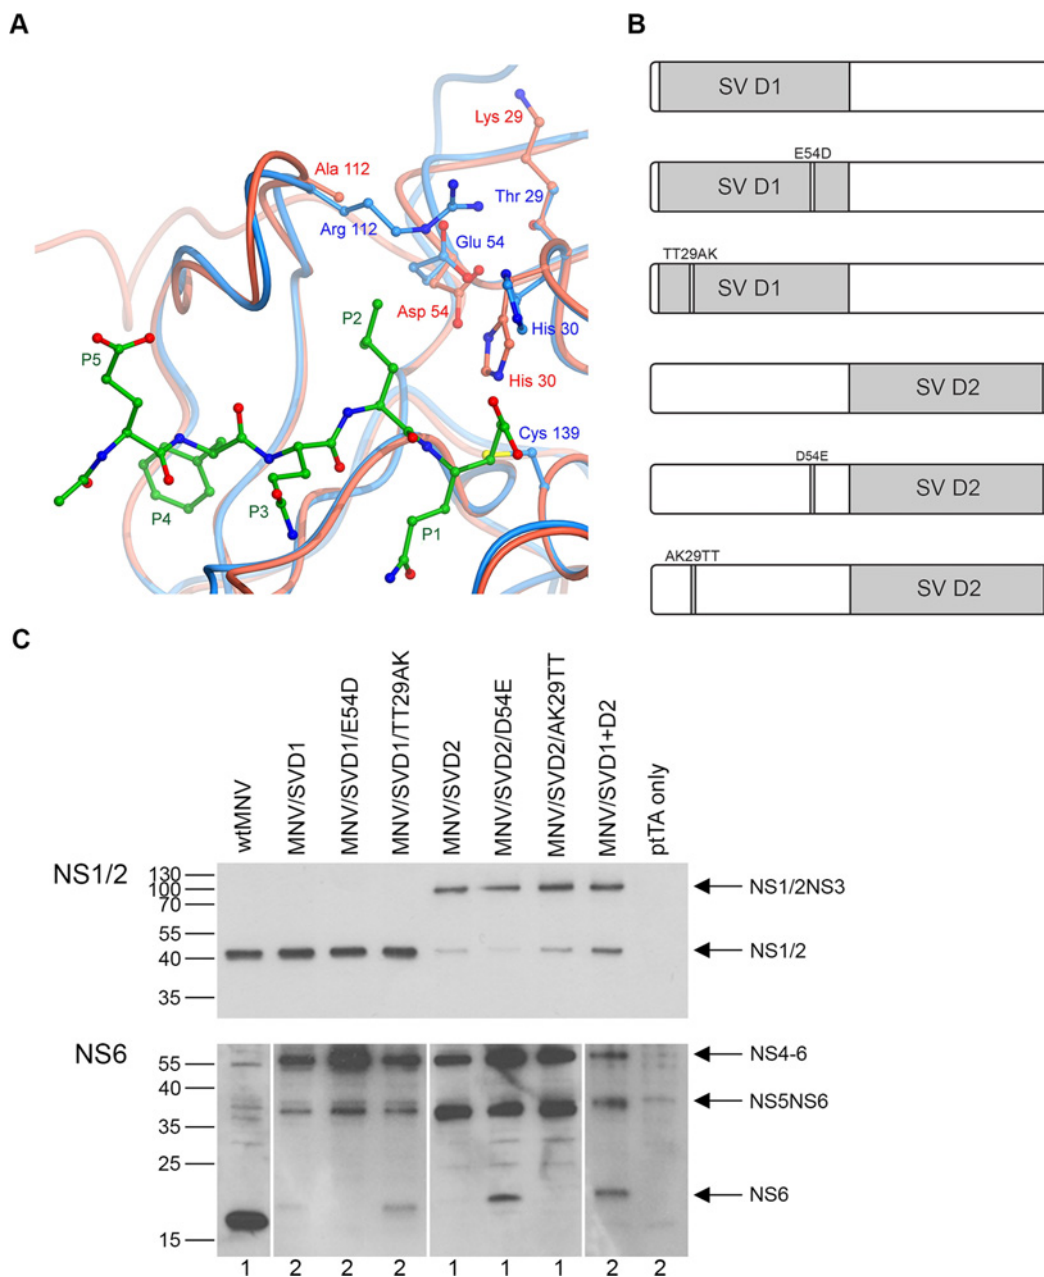 A
Lys 29
Ala 112
Thr 29
Arg 112
Glu 54
Asp 54
P2
His 30
P5
His 30
Cys 139
P4
P3
P1
B
SV D1
E54D
SV D1
TT29AK
SV D1
SV D2
D54E
SV D2
AK29TT
SV D2
C
wtMNV
MNV/SVD1
MNV/SVD1/E54D
MNV/SVD1/TT29AK
MNV/SVD2
MNV/SVD2/D54E
MNV/SVD2/AK29TT
MNV/SVD1+D2
ptTA only
NS1/2
130
100
70
55
40
35
NS1/2NS3
NS1/2
NS6
55
40
35
25
15
NS4-6
NS5NS6
NS6
1 2 2 2 1 1 1 2 2